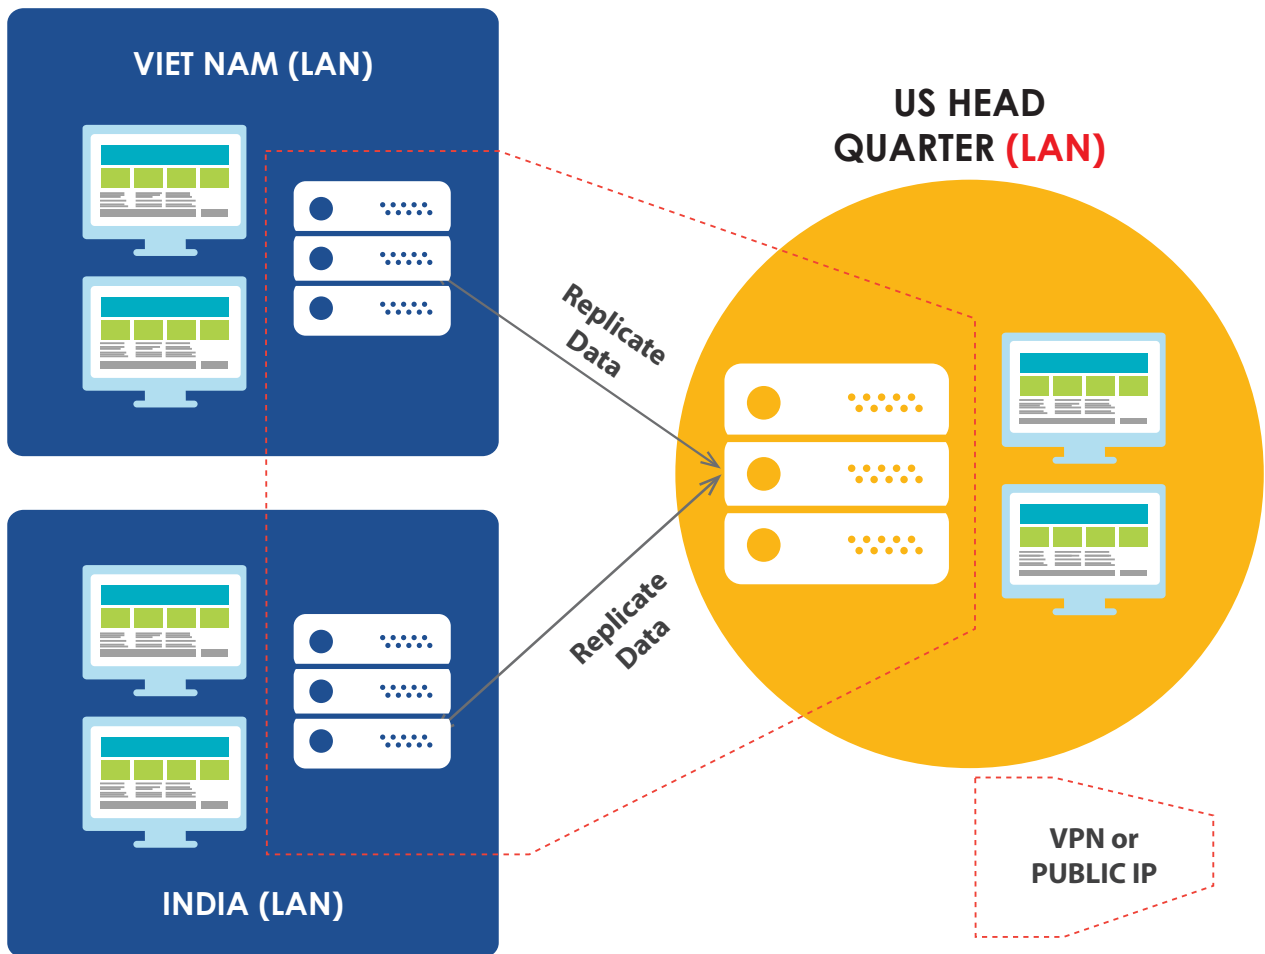 VIET NAM (LAN)
US HEAD
QUARTER (LAN)
Replicate
Data
Replicate
Data
VPN or
PUBLIC IP
INDIA (LAN)